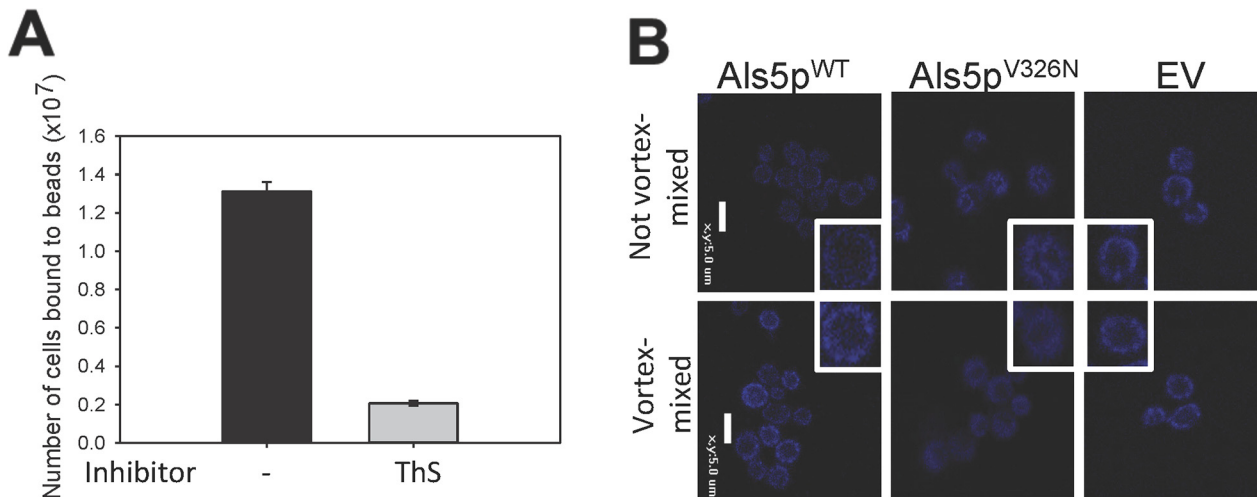 A
Number of cells bound to beads (x10⁷)
1.6
1.4
1.2
1.0
0.8
0.6
0.4
0.2
0.0
Inhibitor
-
ThS
B
Als5pᵂᵀ
Als5pⱽ³²⁶ᴺ
EV
Not vortex-
mixed
x,y:5.0 um
Vortex-
mixed
x,y:5.0 um